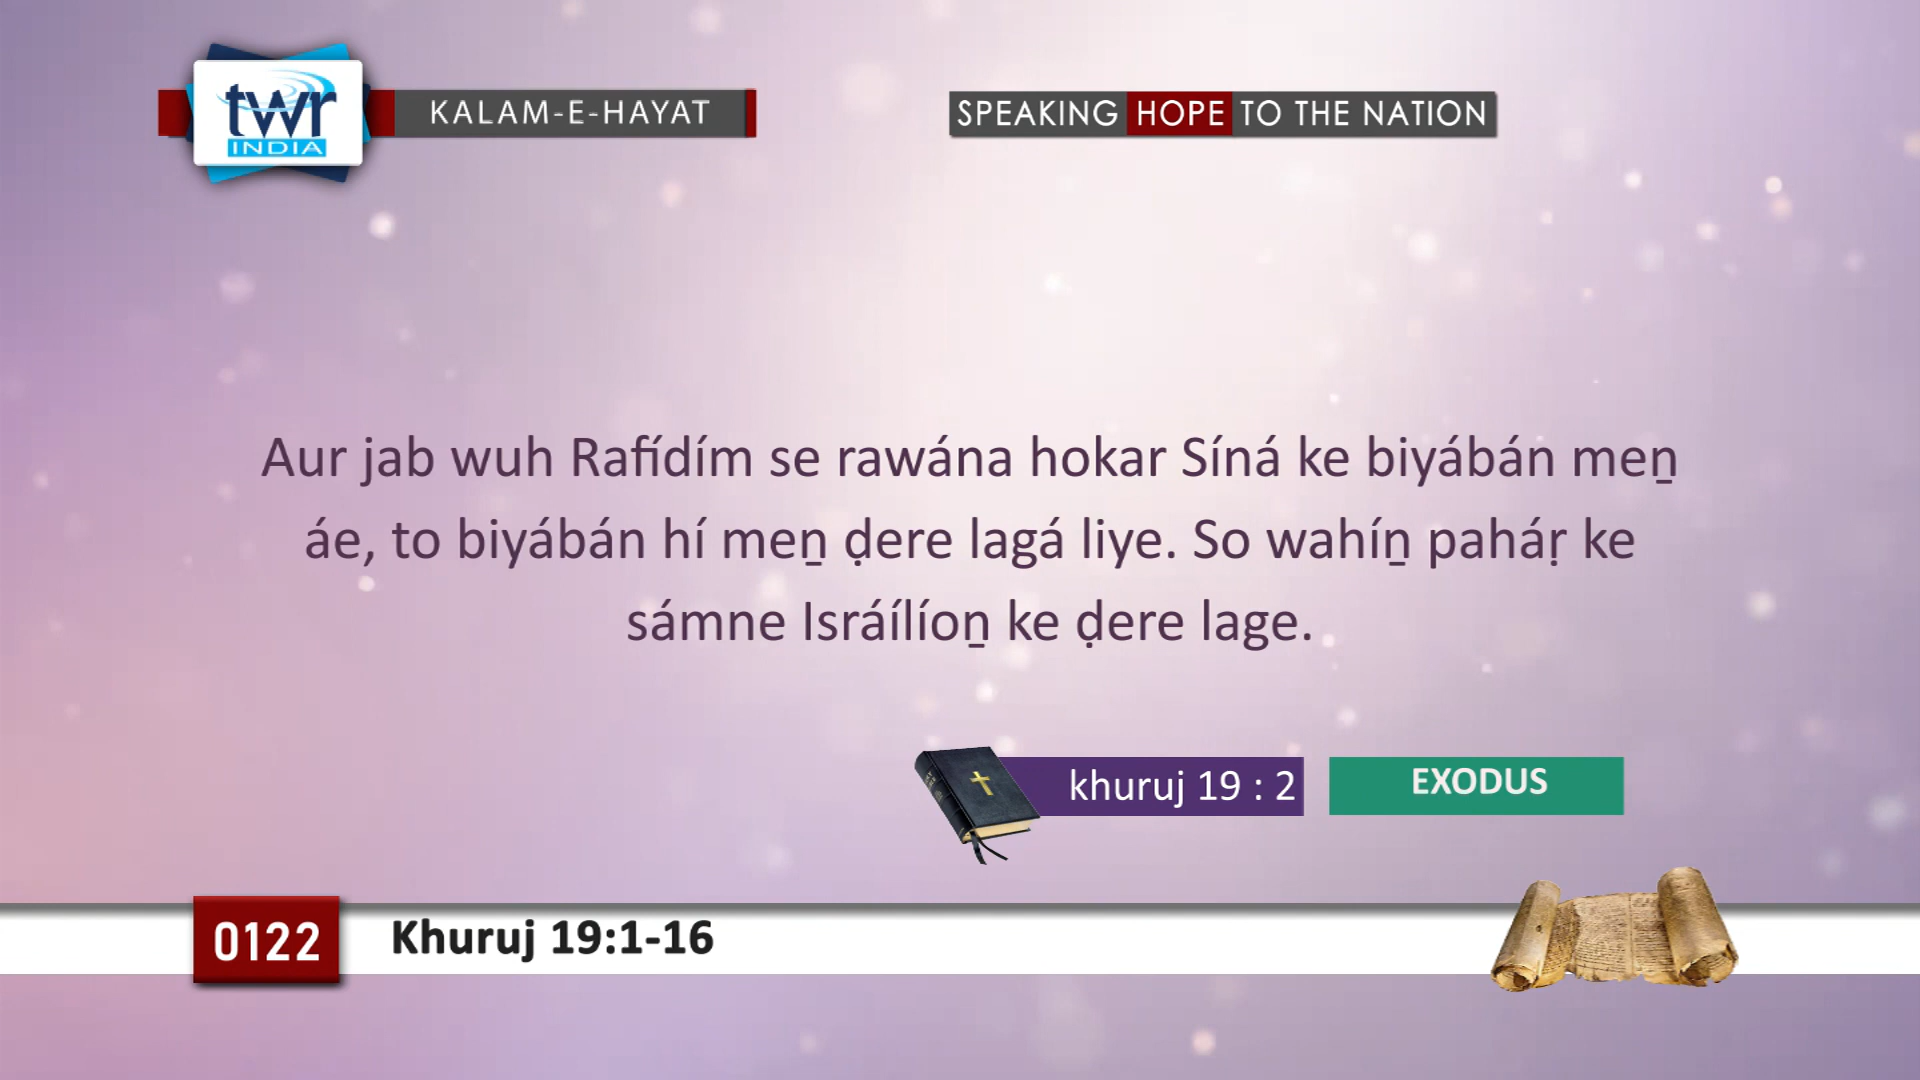 twr
INDIA
KALAM-E-HAYAT
SPEAKING HOPE TO THE NATION
Aur jab wuh Rafídím se rawána hokar Síná ke biyábán meṉ
áe, to biyábán hí meṉ ḍere lagá liye. So wahíṉ paháṛ ke
sámne Isráílíoṉ ke ḍere lage.
khuruj 19 : 2
EXODUS
0122
Khuruj 19:1-16